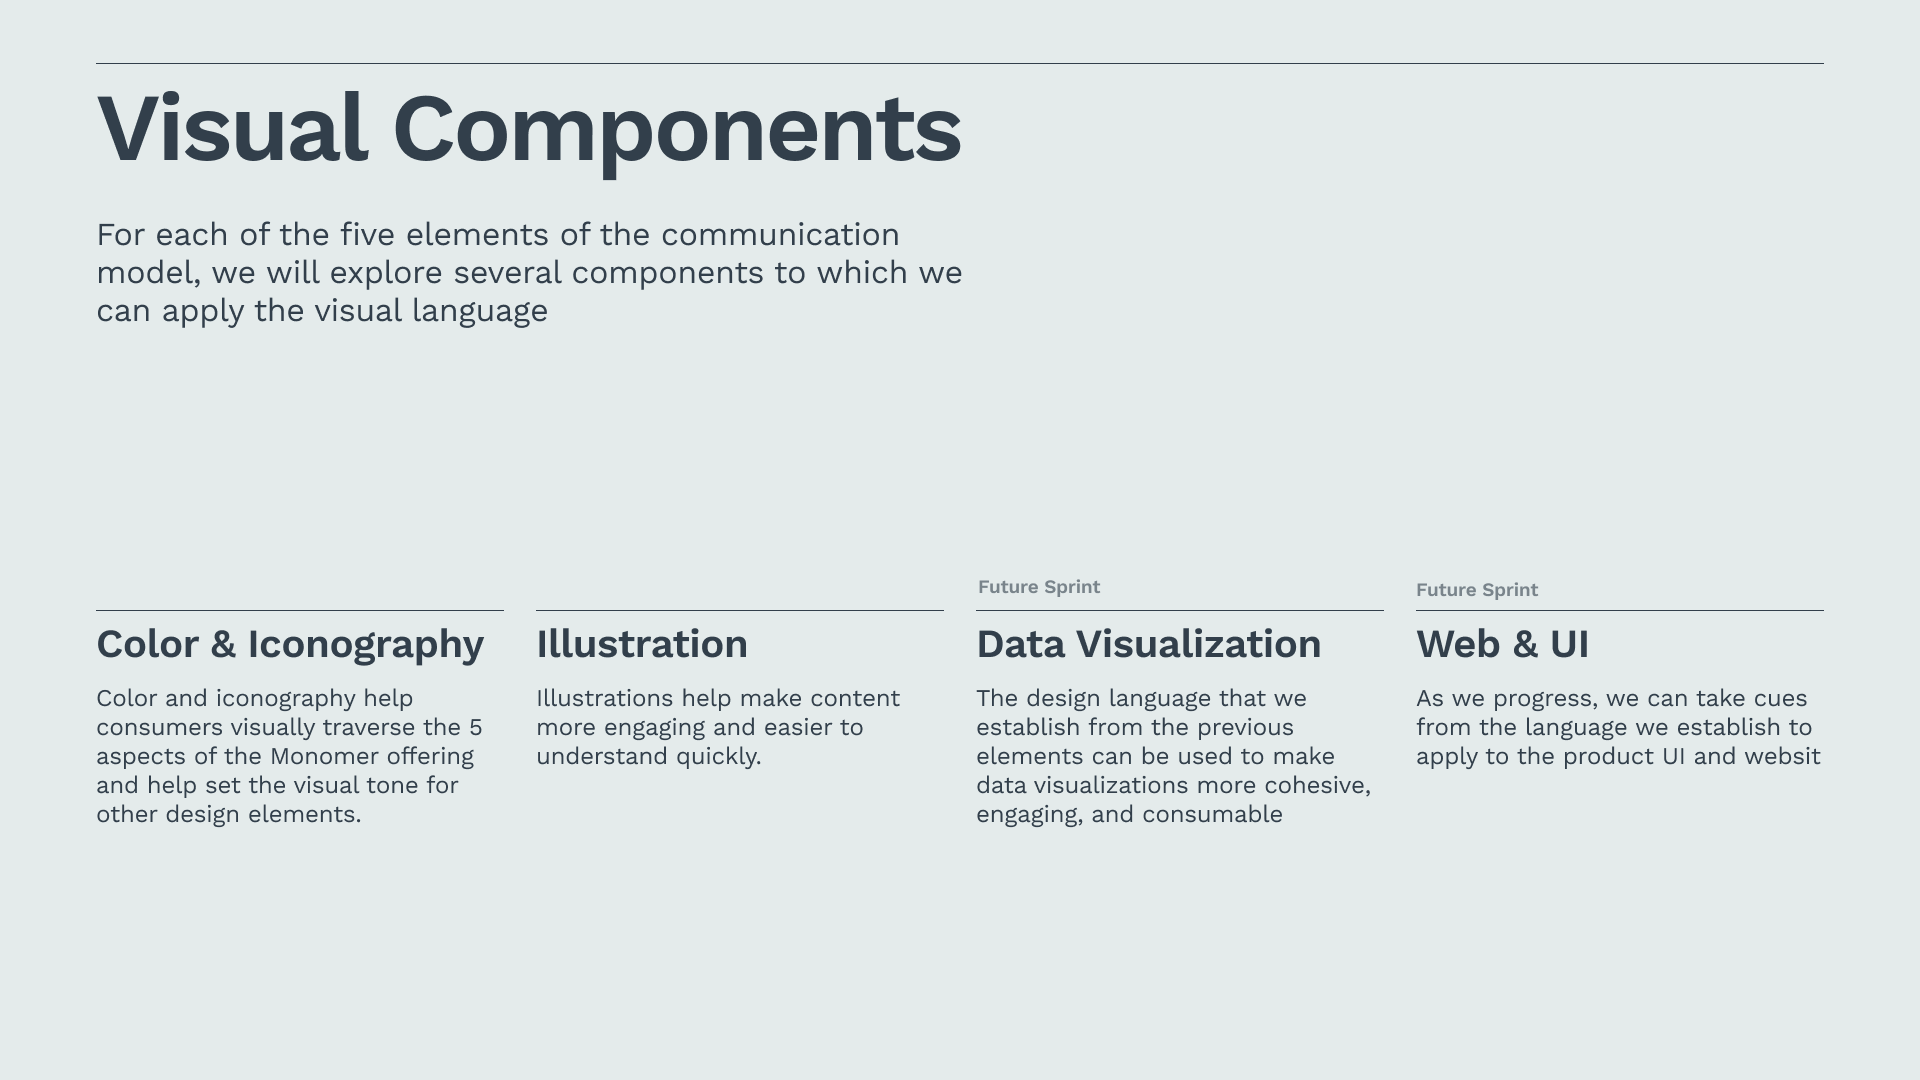 Visual Components
For each of the five elements of the communication
model, we will explore several components to which we
can apply the visual language
Color & Iconography
Color and iconography help
consumers visually traverse the 5
aspects of the Monomer offering
and help set the visual tone for
other design elements.
Illustration
Illustrations help make content
more engaging and easier to
understand quickly.
Future Sprint
Data Visualization
The design language that we
establish from the previous
elements can be used to make
data visualizations more cohesive,
engaging, and consumable
Future Sprint
Web & UI
As we progress, we can take cues
from the language we establish to
apply to the product UI and websit